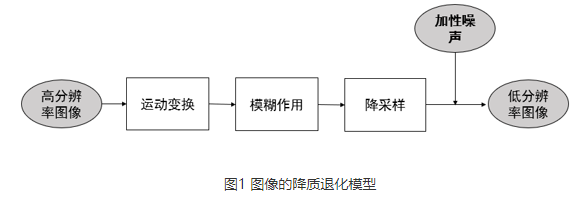 加性噪
声
高分辨
率图像
运动变换
模糊作用
降采样
低分辨
率图像
图1 图像的降质退化模型